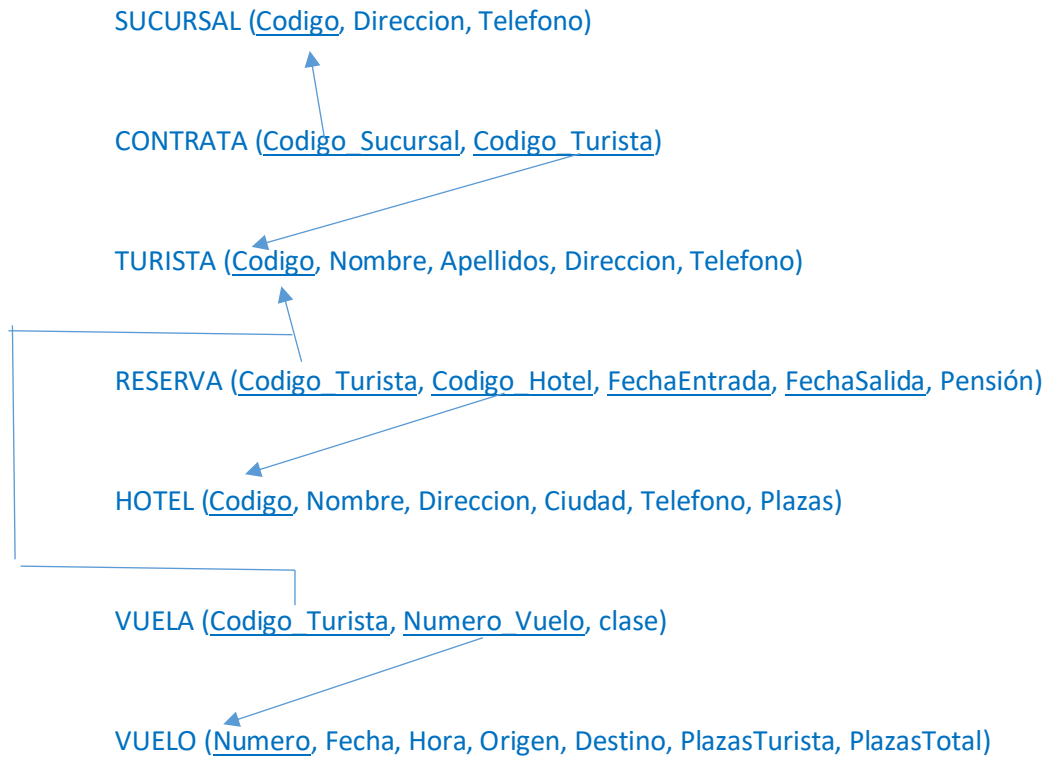 SUCURSAL (Codigo, Direccion, Telefono)
CONTRATA (Codigo_Sucursal, Codigo_Turista)
TURISTA (Codigo, Nombre, Apellidos, Direccion, Telefono)
RESERVA (Codigo_Turista, Codigo_Hotel, FechaEntrada, FechaSalida, Pensión)
HOTEL (Codigo, Nombre, Direccion, Ciudad, Telefono, Plazas)
VUELA (Codigo_Turista, Numero_Vuelo, clase)
VUELO (Numero, Fecha, Hora, Origen, Destino, PlazasTurista, PlazasTotal)